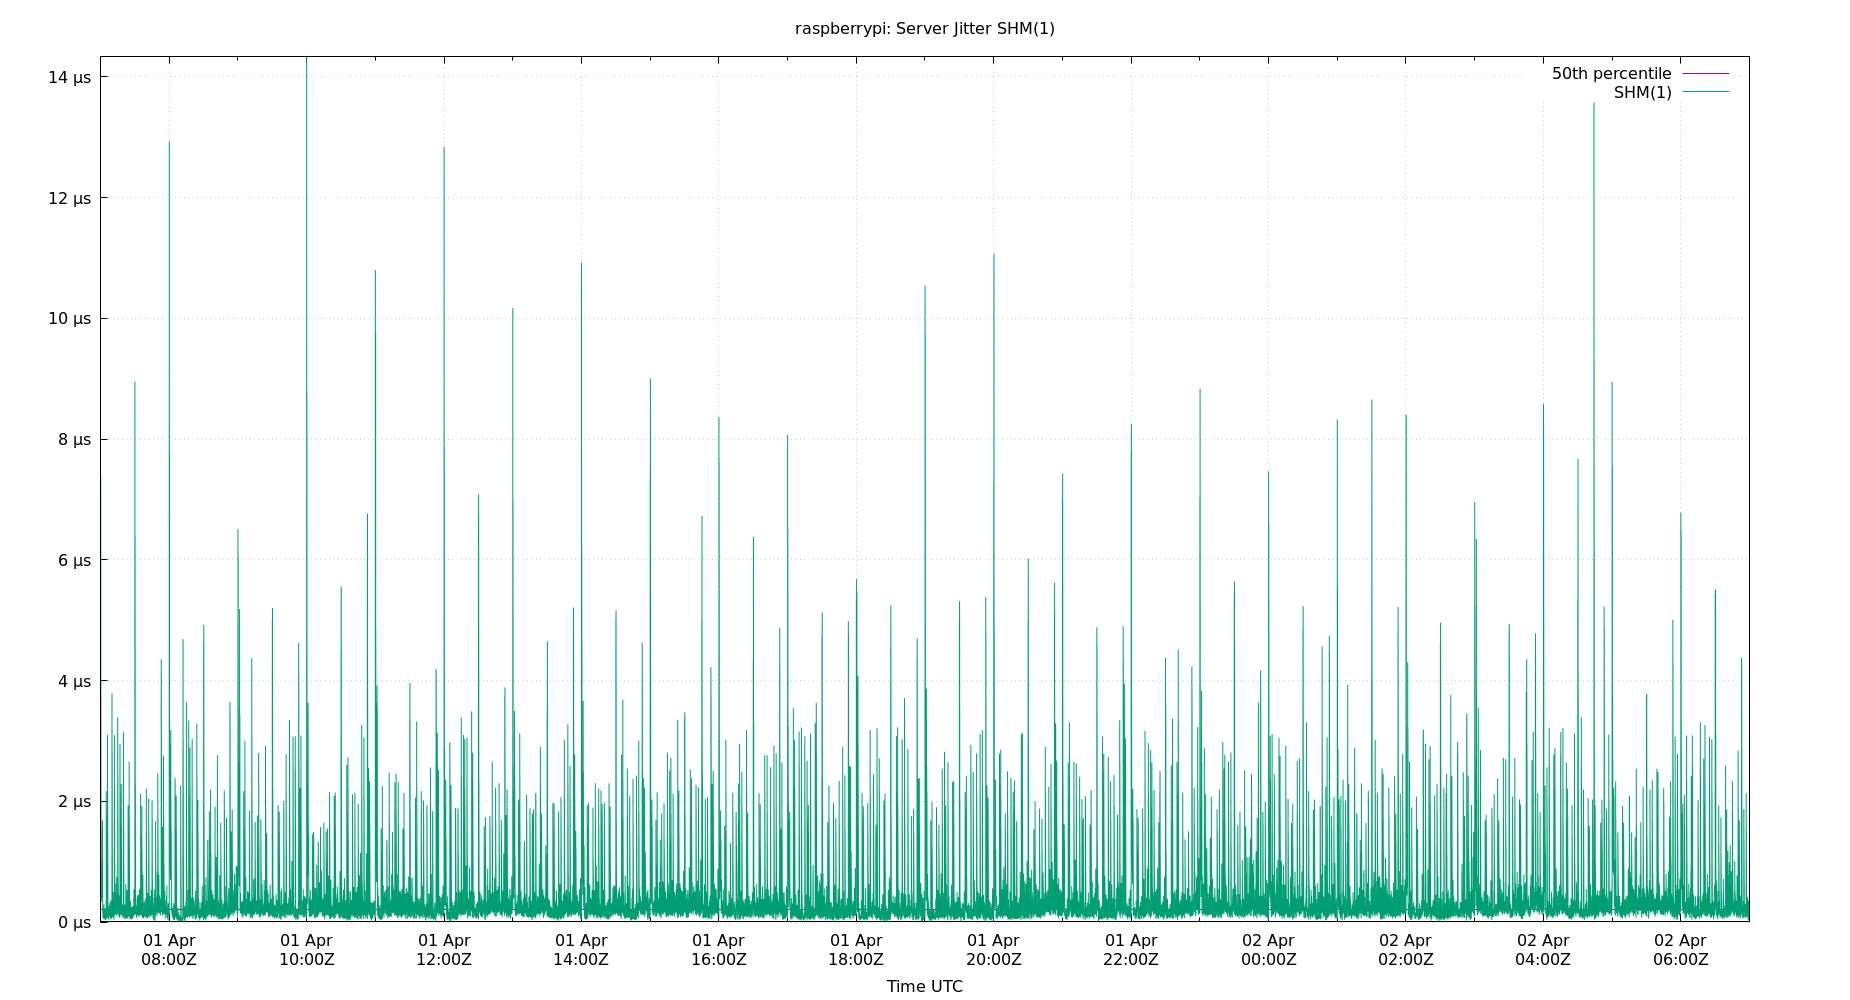 raspberrypi: Server Jitter SHM(1)
50th percentile
SHM(1)
14 µs
12 µs
10 µs
8 µs
6 µs
4 µs
2 µs
0 µs
01 Apr 01 Apr 01 Apr 01 Apr 01 Apr 01 Apr 01 Apr 01 Apr 02 Apr 02 Apr 02 Apr 02 Apr
08:00Z 10:00Z 12:00Z 14:00Z 16:00Z 18:00Z 20:00Z 22:00Z 00:00Z 02:00Z 04:00Z 06:00Z
Time UTC